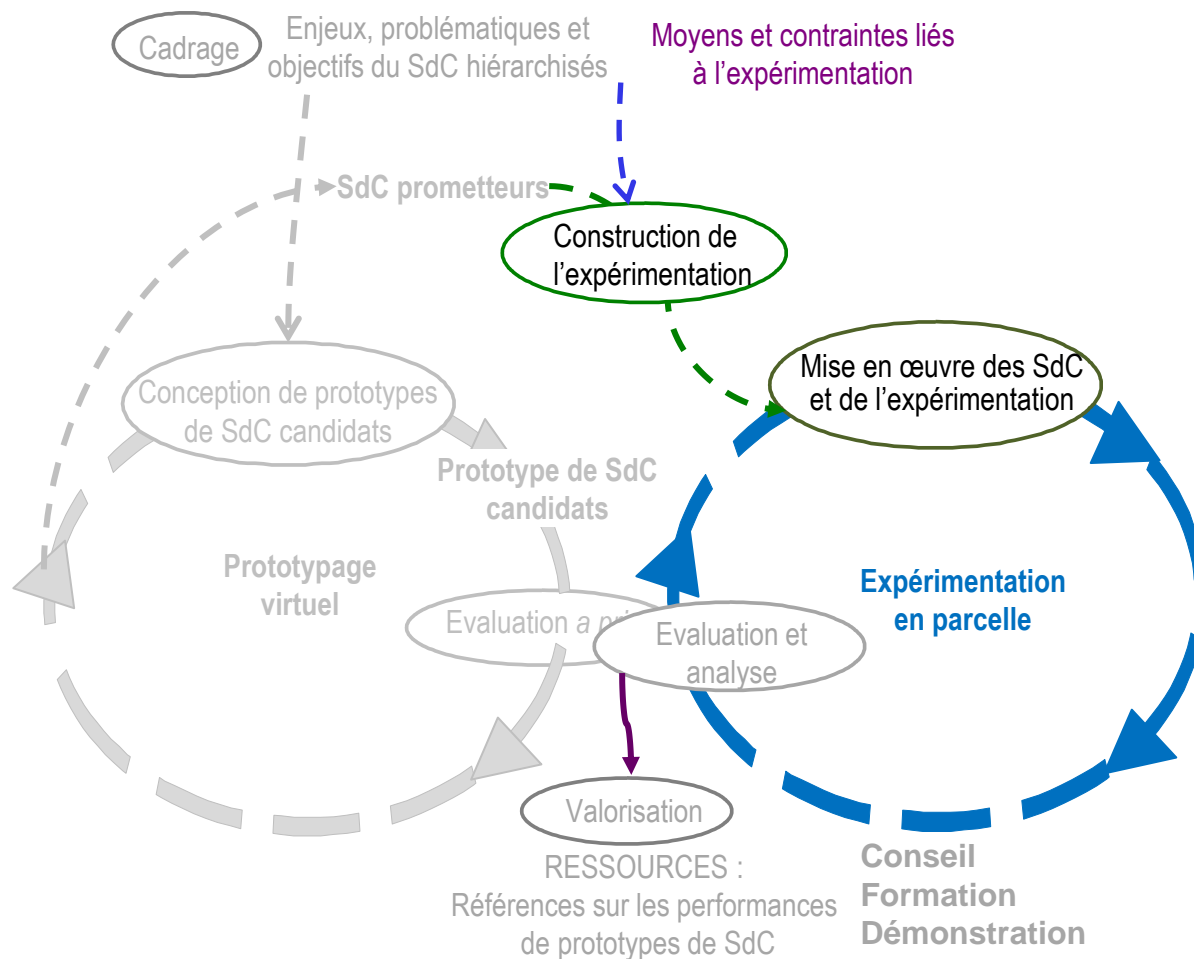 Cadrage
Enjeux, problématiques et
objectifs du SdC hiérarchisés
Moyens et contraintes liés
à l’expérimentation
SdC prometteurs
Construction de
l’expérimentation
Mise en œuvre des SdC
et de l’expérimentation
Conception de prototypes
de SdC candidats
Prototype de SdC
candidats
Prototypage
virtuel
Expérimentation
en parcelle
Evaluation a
Evaluation et
analyse
Valorisation
RESSOURCES :
Références sur les performances
de prototypes de SdC
Conseil
Formation
Démonstration